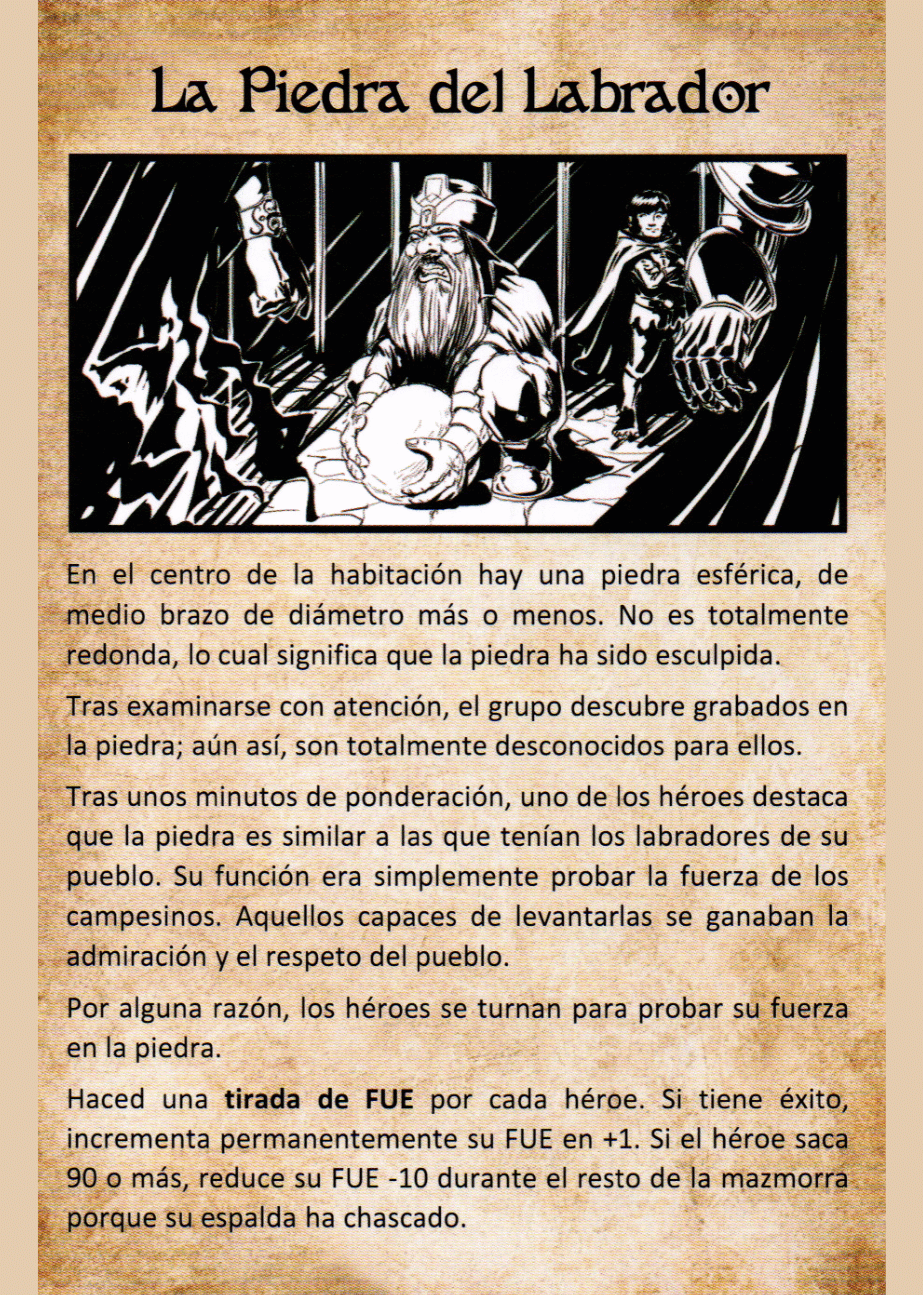 La Piedra del Labrador
En el centro de la habitación hay una piedra esférica, de
medio brazo de diámetro más o menos. No es totalmente
redonda, lo cual significa que la piedra ha sido esculpida.
Tras examinarse con atención, el grupo descubre grabados en
la piedra; aún así, son totalmente desconocidos para ellos.
Tras unos minutos de ponderación, uno de los héroes destaca
que la piedra es similar a las que tenían los labradores de su
pueblo. Su función era simplemente probar la fuerza de los
campesinos. Aquellos capaces de levantarlas se ganaban la
admiración y el respeto del pueblo.
Por alguna razón, los héroes se turnan para probar su fuerza
en la piedra.
Haced una tirada de FUE por cada héroe. Si tiene éxito,
incrementa permanentemente su FUE en +1. Si el héroe saca
90 o más, reduce su FUE -10 durante el resto de la mazmorra
porque su espalda ha chascado.